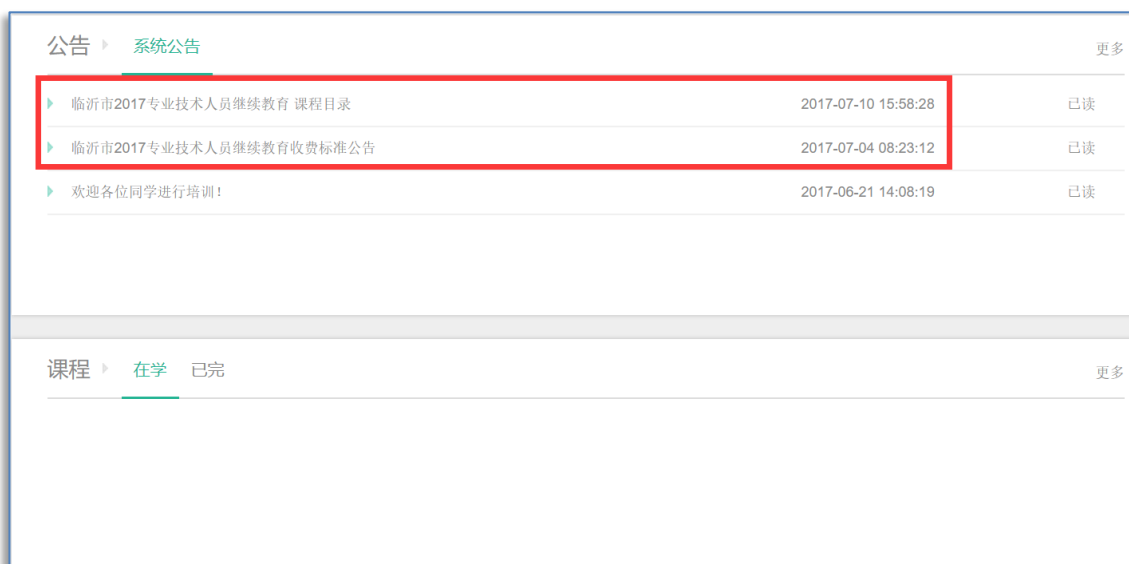 公告 系统公告 更多
临沂市2017专业技术人员继续教育 课程目录 2017-07-10 15:58:28 已读
临沂市2017专业技术人员继续教育收费标准公告 2017-07-04 08:23:12 已读
欢迎各位同学进行培训！ 2017-06-21 14:08:19 已读
课程 在学 已完 更多